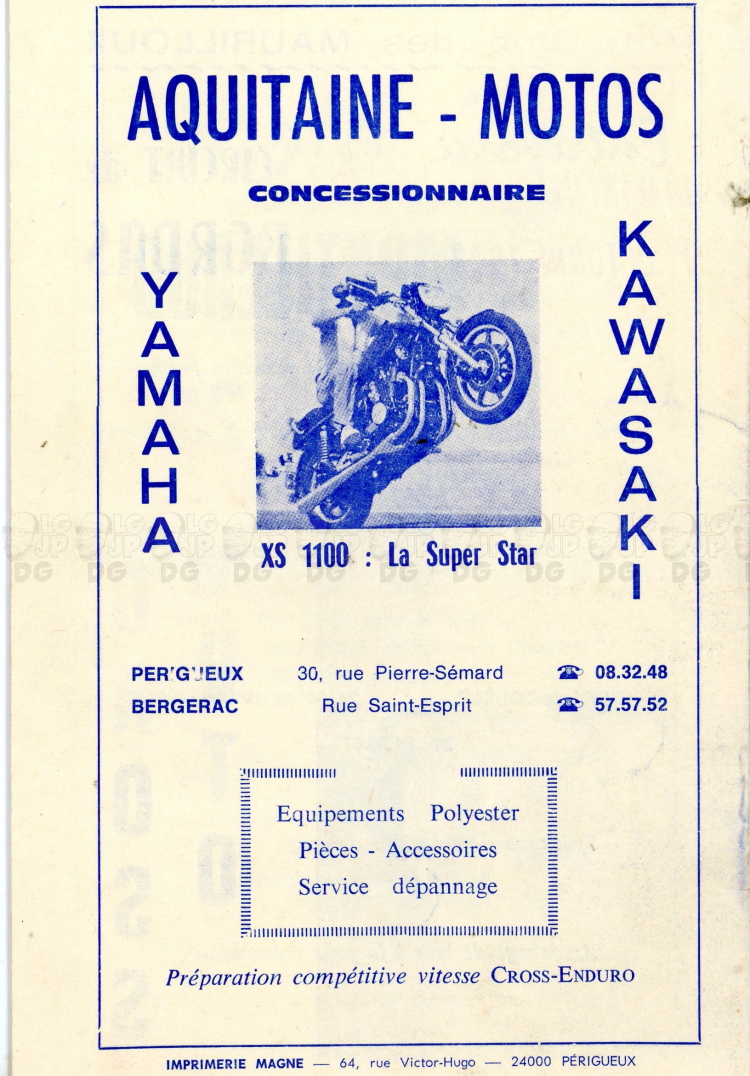 AQUITAINE - MOTOS
CONCESSIONNAIRE
YAMAHA
KAWASAKI
XS 1100 : La Super Star
PERIGUEUX 30, rue Pierre-Sémard ☎ 08.32.48
BERGERAC Rue Saint-Esprit ☎ 57.57.52
Equipements Polyester
Pièces - Accessoires
Service dépannage
Préparation compétitive vitesse CROSS-ENDURO
IMPRIMERIE MAGNE — 64, rue Victor-Hugo — 24000 PÉRIGUEUX